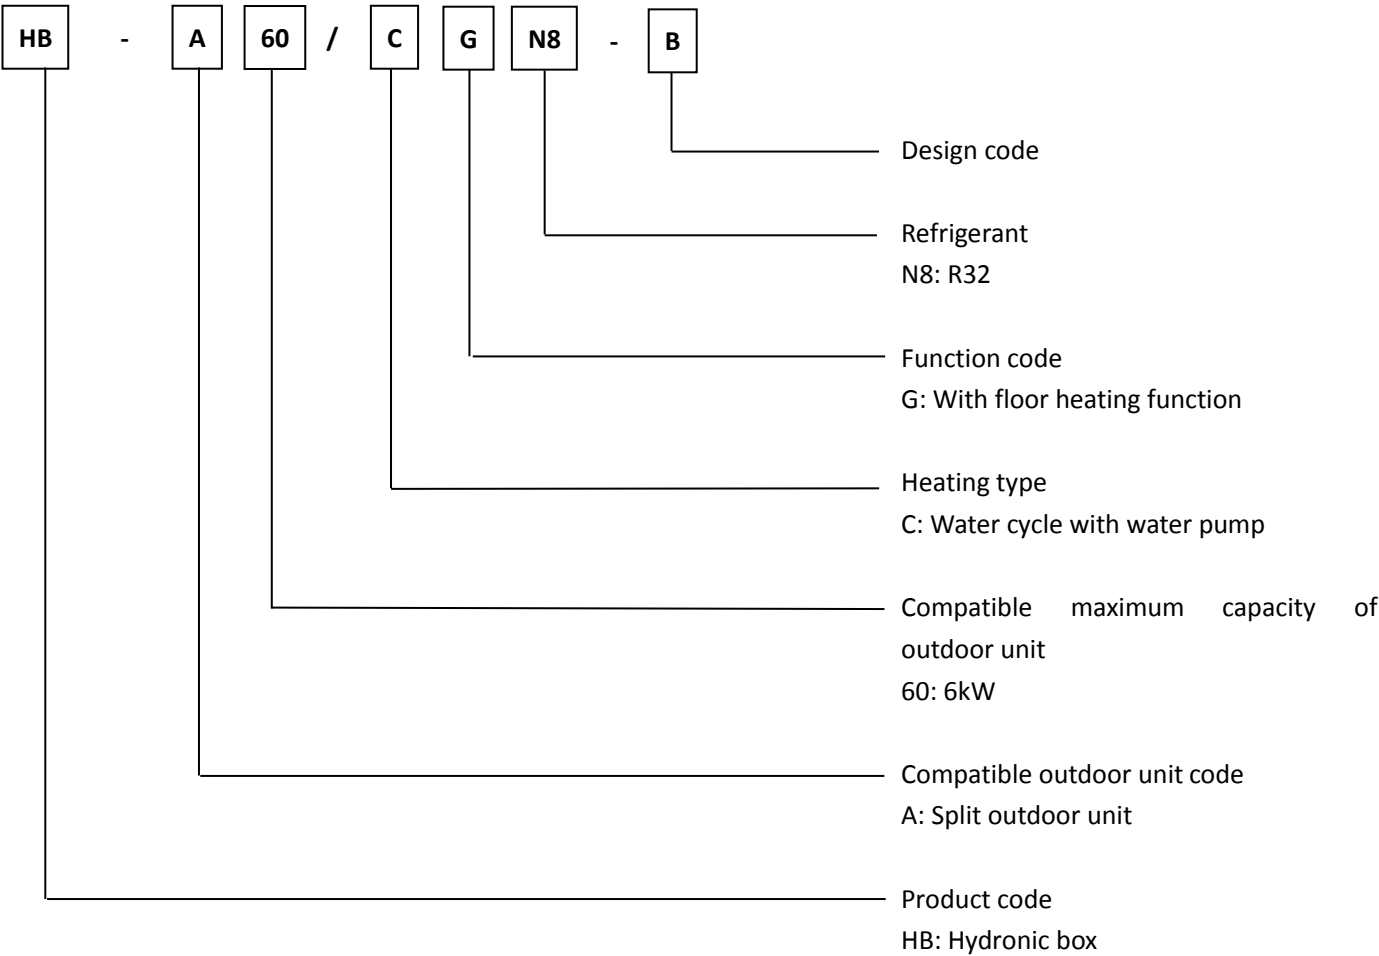 HB - A 60 / C G N8 - B
Design code
Refrigerant
N8: R32
Function code
G: With floor heating function
Heating type
C: Water cycle with water pump
Compatible maximum capacity of
outdoor unit
60: 6kW
Compatible outdoor unit code
A: Split outdoor unit
Product code
HB: Hydronic box